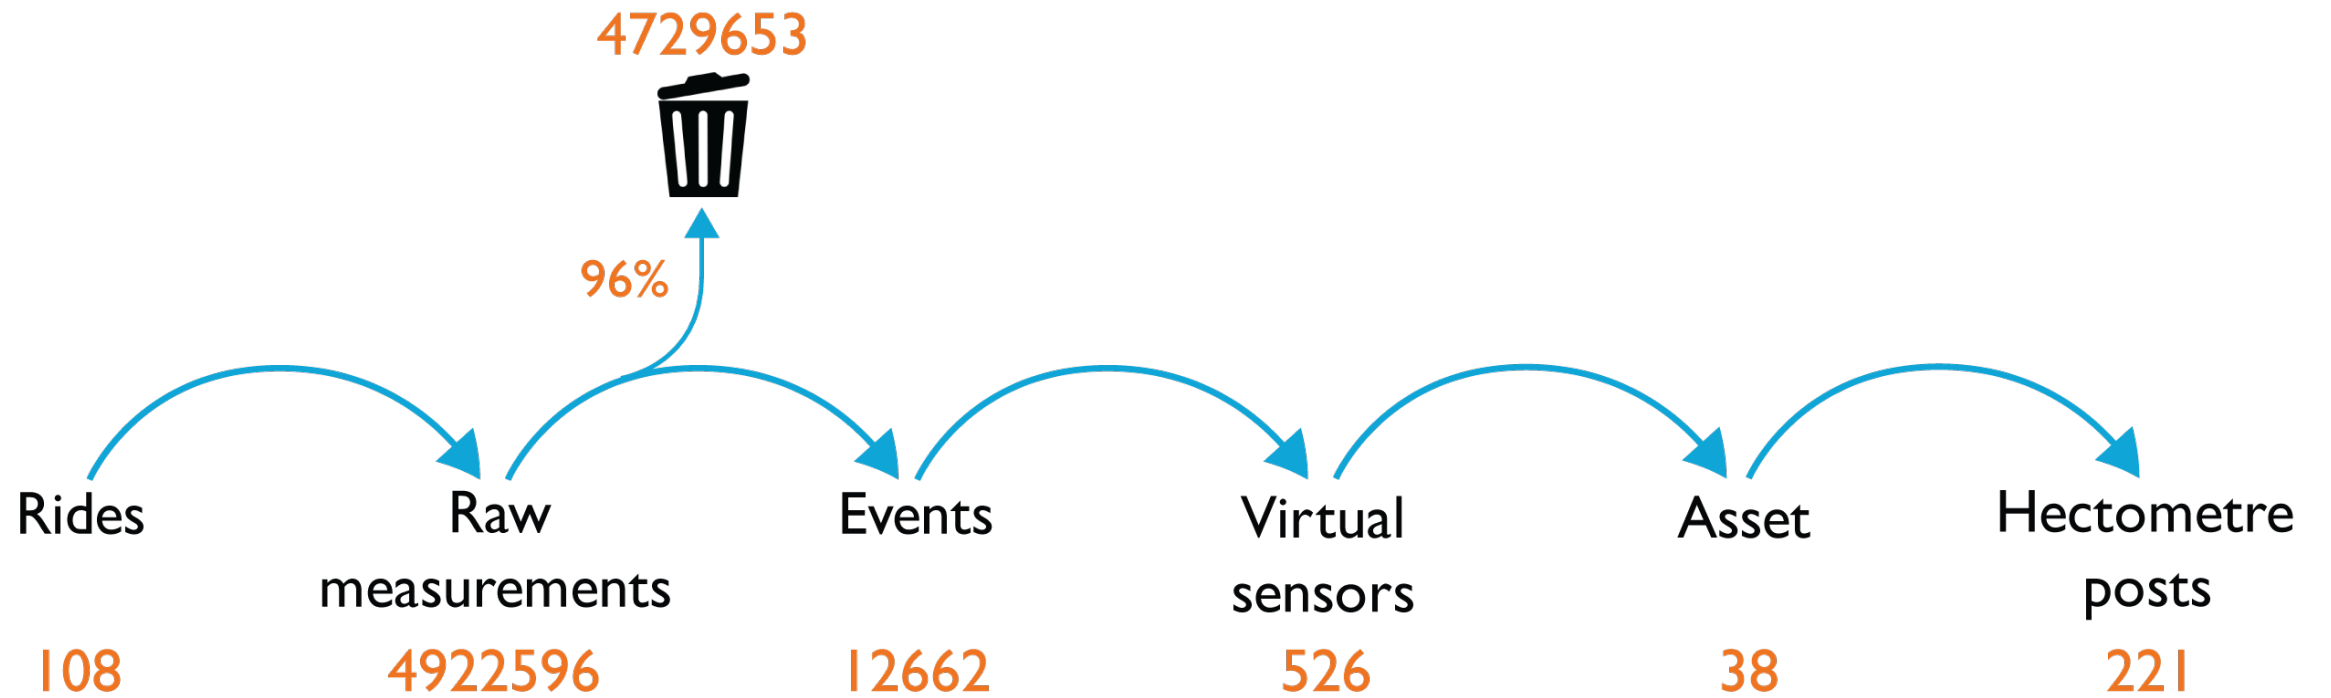 4729653
96%
Rides
Raw
measurements
Events
Virtual
sensors
Asset
Hectometre
posts
108
4922596
12662
526
38
221